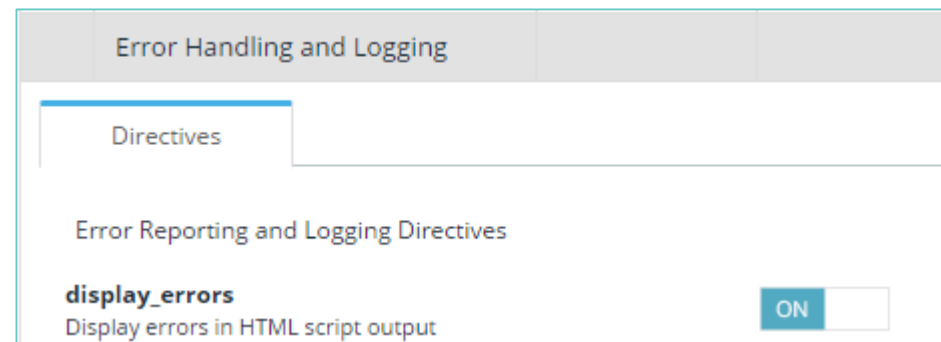 Error Handling and Logging
Directives
Error Reporting and Logging Directives
display_errors
Display errors in HTML script output
ON